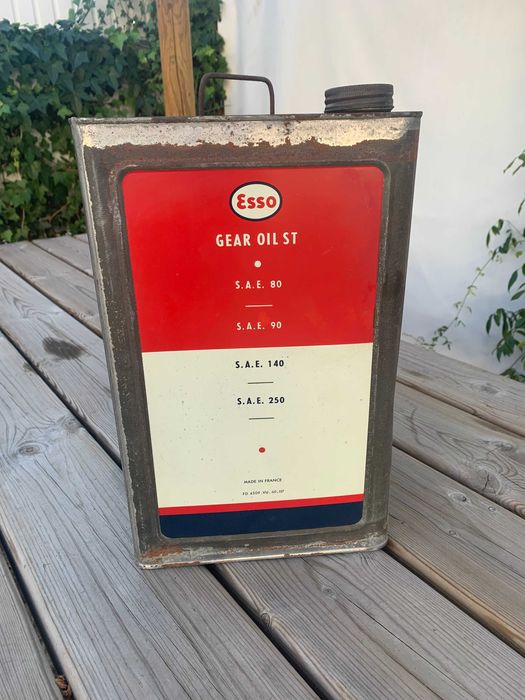 Esso
GEAR OIL ST
S.A.E. 80
S.A.E. 90
S.A.E. 140
S.A.E. 250
MADE IN FRANCE